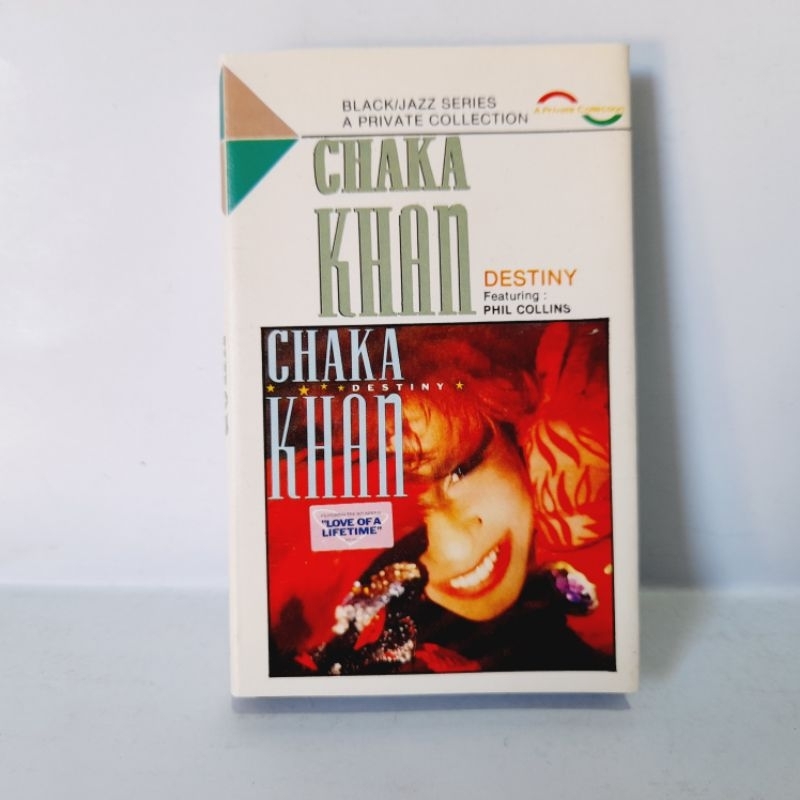 BLACK/JAZZ SERIES
A PRIVATE COLLECTION
A Private Collection
CHAKA
KHAN
DESTINY
Featuring :
PHIL COLLINS
CHAKA
DESTINY
KHAN
"LOVE OF A
LIFETIME"